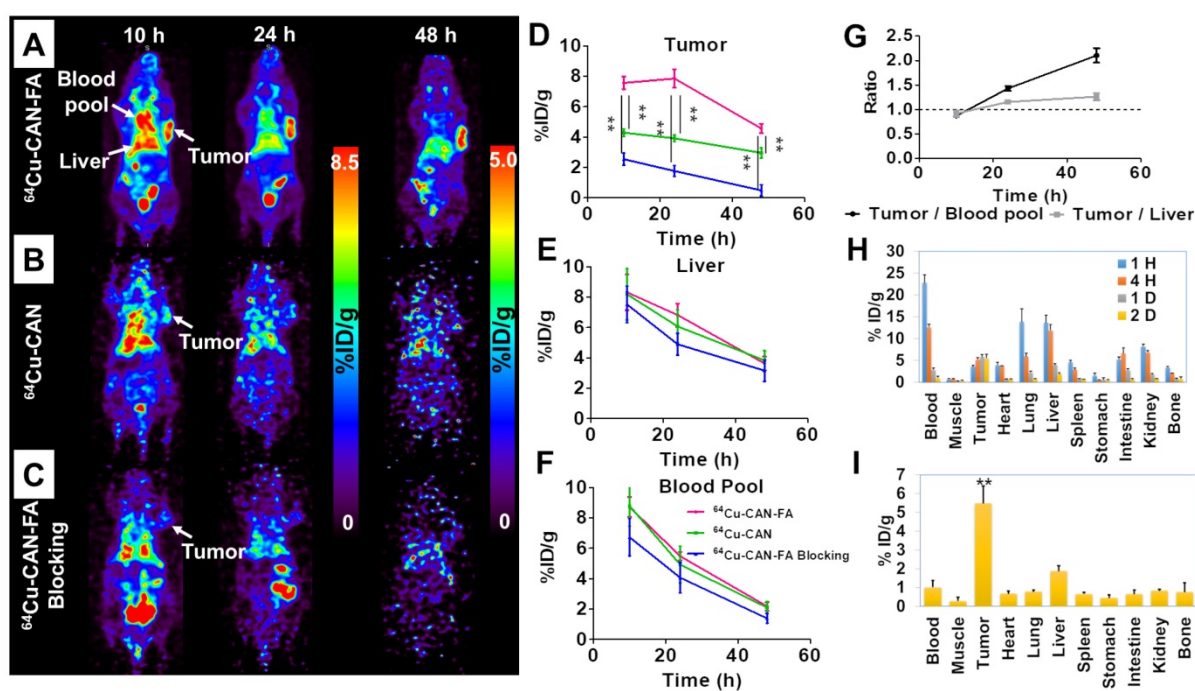 A
10 h
24 h
48 h
⁶⁴Cu-CAN-FA
Blood
pool
Liver
Tumor
B
⁶⁴Cu-CAN
Tumor
C
⁶⁴Cu-CAN-FA
Blocking
Tumor
8.5
%ID/g
0
5.0
%ID/g
0
D
Tumor
%ID/g
10
8
6
4
2
0
** ** ** ** ** **
0 20 40 60
Time (h)
E
Liver
%ID/g
10
8
6
4
2
0
0 20 40 60
Time (h)
F
Blood Pool
%ID/g
10
8
6
4
2
0
⁶⁴Cu-CAN-FA
⁶⁴Cu-CAN
⁶⁴Cu-CAN-FA Blocking
0 20 40 60
Time (h)
G
Ratio
2.5
2.0
1.5
1.0
0.5
0.0
0 20 40 60
Time (h)
Tumor / Blood pool Tumor / Liver
H
% ID/g
30
25
20
15
10
5
0
1 H
4 H
1 D
2 D
Blood Muscle Tumor Heart Lung Liver Spleen Stomach Intestine Kidney Bone
I
% ID/g
7
6
5
4
3
2
1
0
**
Blood Muscle Tumor Heart Lung Liver Spleen Stomach Intestine Kidney Bone